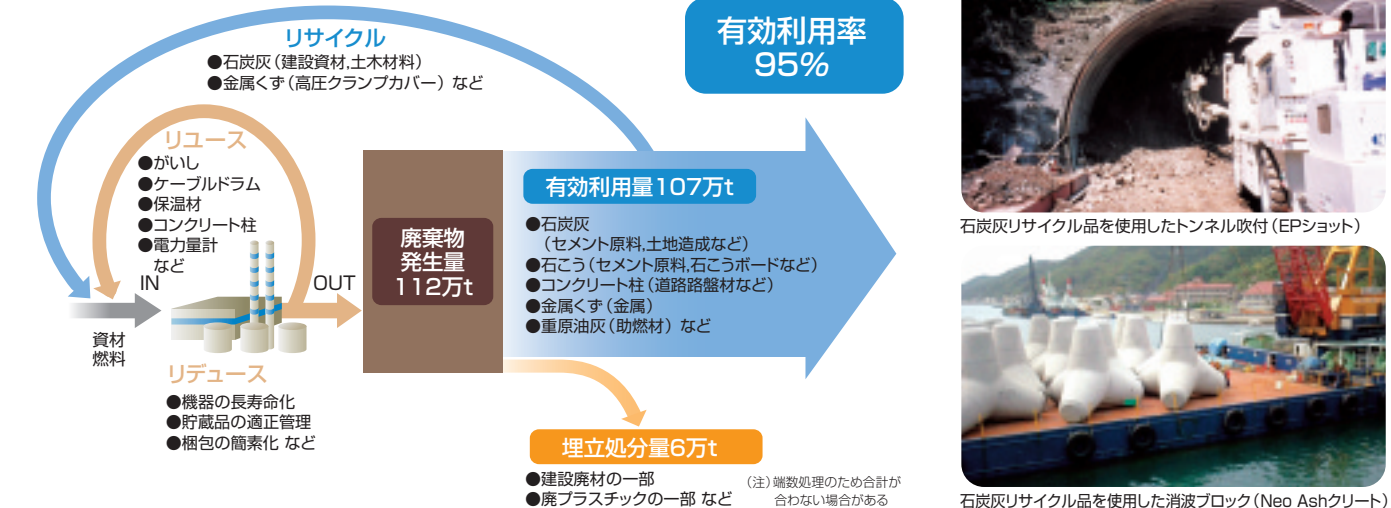 リサイクル
●石炭灰(建設資材,土木材料)
●金属くず(高圧クランプカバー)など
有効利用率
95%
リユース
●がいし
●ケーブルドラム
●保温材
●コンクリート柱
●電力量計
など
IN
OUT
資材
燃料
リデュース
●機器の長寿命化
●貯蔵品の適正管理
●梱包の簡素化 など
廃棄物
発生量
112万t
有効利用量107万t
●石炭灰
(セメント原料,土地造成など)
●石こう(セメント原料,石こうボードなど)
●コンクリート柱(道路路盤材など)
●金属くず(金属)
●重原油灰(助燃材)など
埋立処分量6万t
●建設廃材の一部
●廃プラスチックの一部 など
(注)端数処理のため合計が
合わない場合がある
石炭灰リサイクル品を使用したトンネル吹付(EPショット)
石炭灰リサイクル品を使用した消波ブロック(Neo Ashクリート)